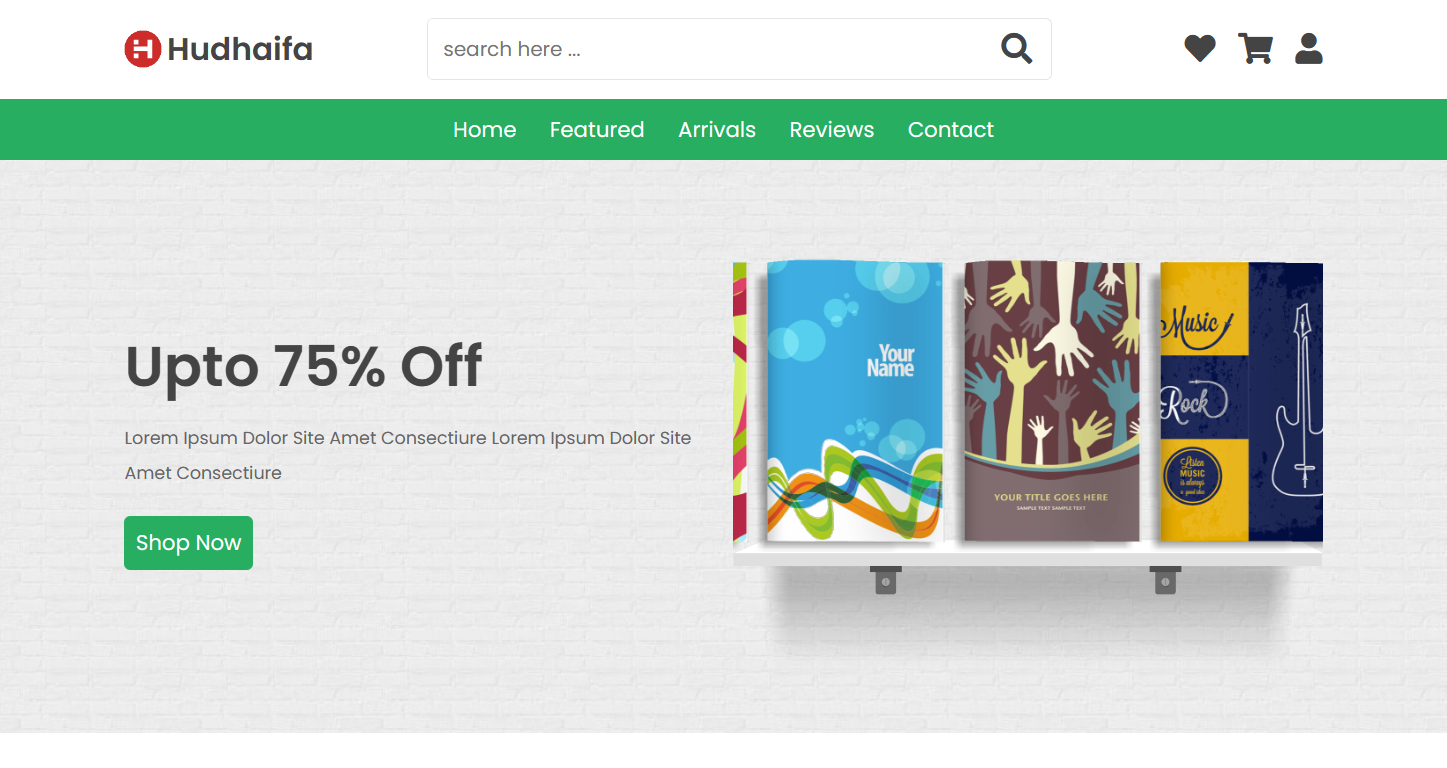 Hudhaifa
search here ...
Home Featured Arrivals Reviews Contact
Upto 75% Off
Lorem Ipsum Dolor Site Amet Consectiure Lorem Ipsum Dolor Site
Amet Consectiure
Shop Now
Your
Name
YOUR TITLE GOES HERE
SAMPLE TEXT SAMPLE TEXT
Music
Rock
Listen
MUSIC
is always
a good idea